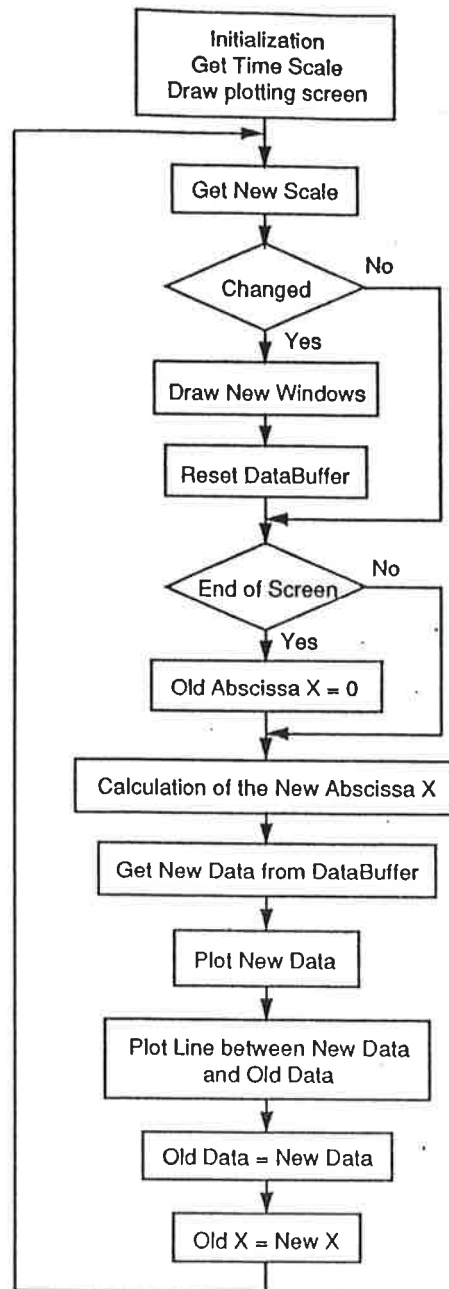 Initialization
Get Time Scale
Draw plotting screen
Get New Scale
Changed
No
Yes
Draw New Windows
Reset DataBuffer
End of Screen
No
Yes
Old Abscissa X = 0
Calculation of the New Abscissa X
Get New Data from DataBuffer
Plot New Data
Plot Line between New Data
and Old Data
Old Data = New Data
Old X = New X